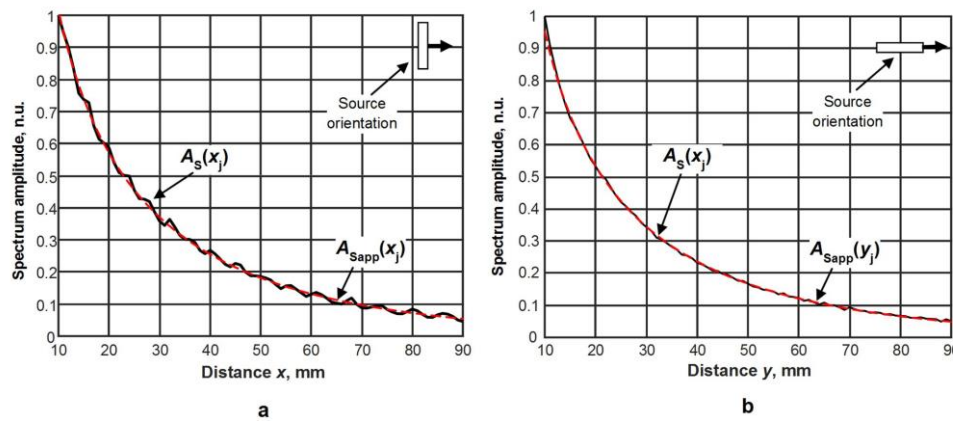 1
0.9
0.8
0.7
0.6
0.5
0.4
0.3
0.2
0.1
0
10 20 30 40 50 60 70 80 90
Spectrum amplitude, n.u.
Distance x, mm
Source
orientation
AS(xj)
ASapp(xj)
a
1
0.9
0.8
0.7
0.6
0.5
0.4
0.3
0.2
0.1
0
10 20 30 40 50 60 70 80 90
Spectrum amplitude, n.u.
Distance y, mm
Source
orientation
AS(xj)
ASapp(yj)
b